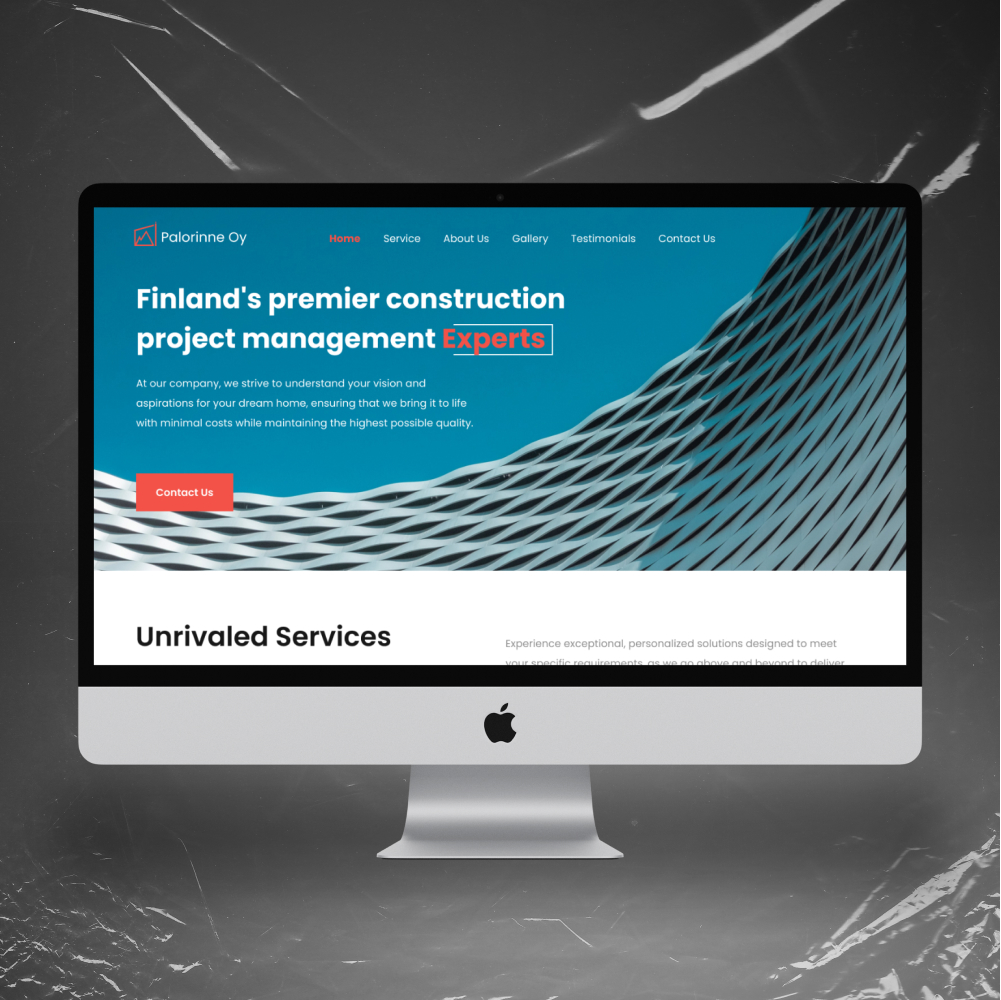 Palorinne Oy
Home Service About Us Gallery Testimonials Contact Us
Finland's premier construction
project management Experts
At our company, we strive to understand your vision and
aspirations for your dream home, ensuring that we bring it to life
with minimal costs while maintaining the highest possible quality.
Contact Us
Unrivaled Services
Experience exceptional, personalized solutions designed to meet
your specific requirements, as we go above and beyond to deliver